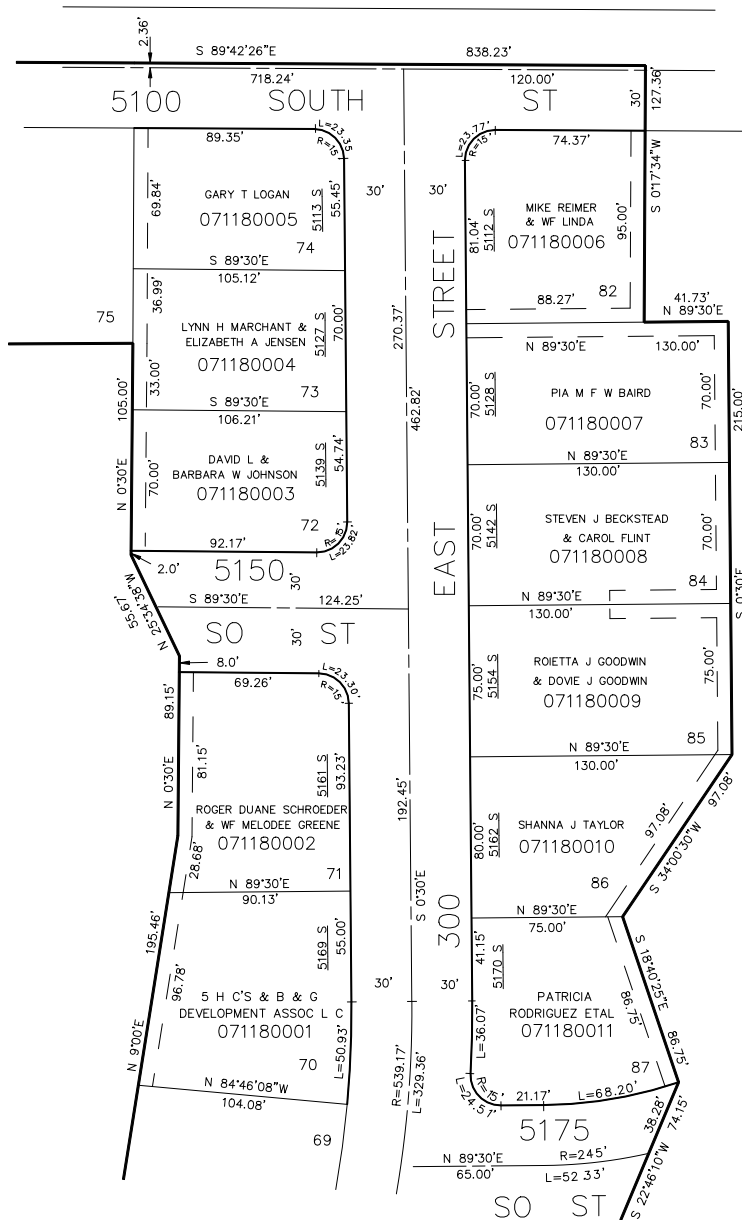 2.36'
S 89°42'26"E
838.23'
718.24'
120.00'
30'
127.36'
5100 SOUTH ST
89.35'
L=23.35
R=15'
L=23.77'
R=15'
74.37'
S 0'17'34"W
GARY T LOGAN
071180005
69.84'
5113 S
55.45'
74
30'
30'
MIKE REIMER
& WF LINDA
071180006
81.04'
5112 S
95.00'
82
88.27'
S 89°30'E
105.12'
36.99'
41.73'
N 89°30'E
75
LYNN H MARCHANT &
ELIZABETH A JENSEN
071180004
5127 S
70.00'
33.00'
73
270.37'
462.82'
STREET
N 89°30'E
130.00'
PIA M F W BAIRD
071180007
70.00'
5128 S
70.00'
83
215.00'
105.00'
N 0'30'E
S 89°30'E
106.21'
DAVID L &
BARBARA W JOHNSON
071180003
70.00'
5139 S
54.74'
72
92.17'
R=15'
L=23.82'
N 89°30'E
130.00'
STEVEN J BECKSTEAD
& CAROL FLINT
071180008
70.00'
5142 S
70.00'
84
EAST
2.0'
5150
30'
S 89°30'E
124.25'
N 25°34'38"W
55.67'
SO ST
30'
N 89°30'E
130.00'
S 0'30'E
8.0'
69.26'
L=23.30'
R=15'
ROIETTA J GOODWIN
& DOVIE J GOODWIN
071180009
75.00'
5154 S
75.00'
85
89.15'
N 0'30'E
81.15'
5161 S
93.23'
ROGER DUANE SCHROEDER
& WF MELODEE GREENE
071180002
28.68'
71
192.45'
S 0'30'E
N 89°30'E
130.00'
SHANNA J TAYLOR
071180010
80.00'
5162 S
97.08'
97.08'
S 34°00'30"W
86
N 89°30'E
90.13'
300
N 89°30'E
75.00'
195.46'
N 9'00'E
96.78'
5169 S
55.00'
5 H C'S & B & G
DEVELOPMENT ASSOC L C
071180001
70
L=50.93'
30'
30'
41.15'
5170 S
PATRICIA
RODRIGUEZ ETAL
071180011
L=36.07'
S 18°40'25"E
86.75'
86.75'
87
N 84°46'08"W
104.08'
R=539.17'
L=329.36'
R=15'
L=24.51'
21.17'
L=68.20'
69
5175
38.28'
74.15'
S 22°46'10"W
N 89°30'E
65.00'
R=245'
L=52 33'
SO ST